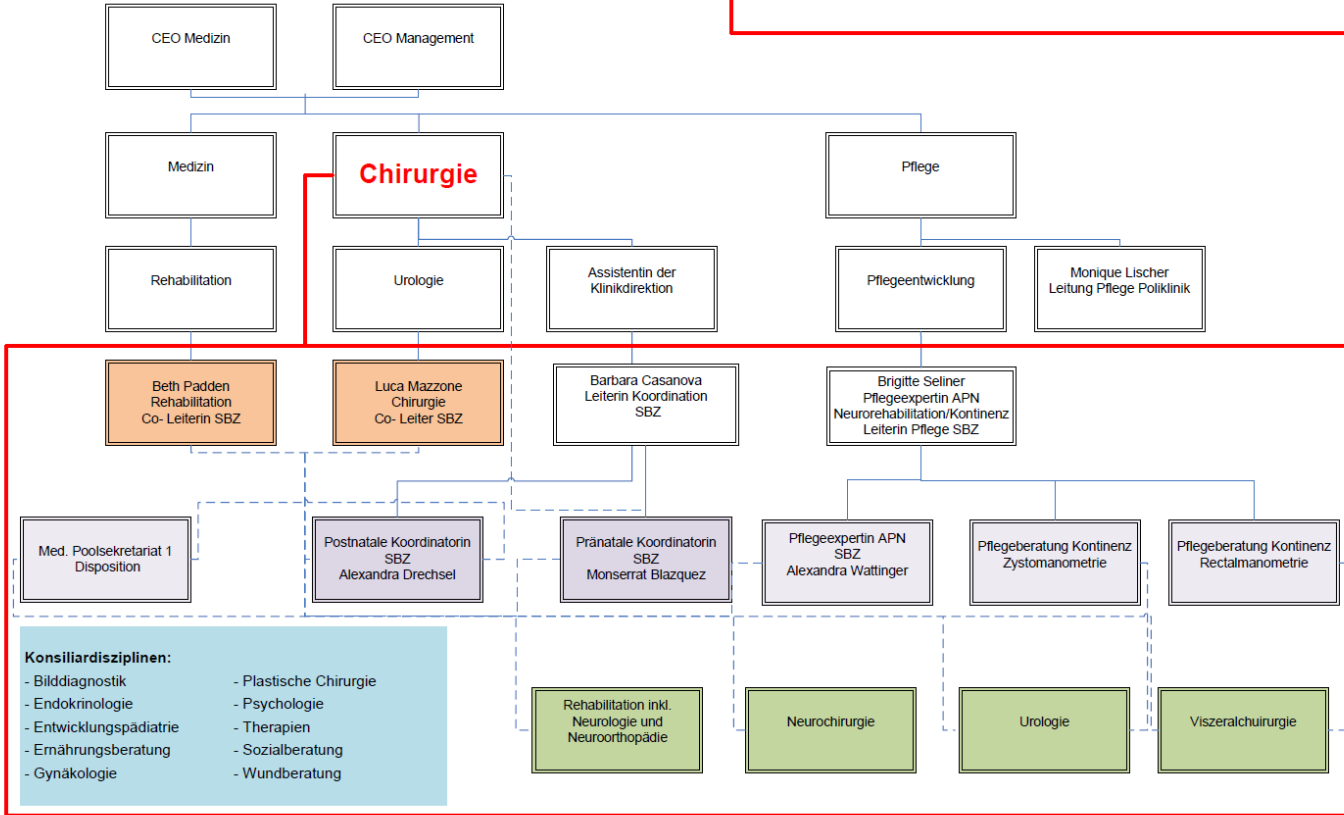 CEO Medizin
CEO Management
Medizin
Chirurgie
Pflege
Rehabilitation
Urologie
Assistentin der
Klinikdirektion
Pflegeentwicklung
Monique Lischer
Leitung Pflege Poliklinik
Beth Padden
Rehabilitation
Co- Leiterin SBZ
Luca Mazzone
Chirurgie
Co- Leiter SBZ
Barbara Casanova
Leiterin Koordination
SBZ
Brigitte Seliner
Pflegeexpertin APN
Neurorehabilitation/Kontinenz
Leiterin Pflege SBZ
Med. Poolsekretariat 1
Disposition
Postnatale Koordinatorin
SBZ
Alexandra Drechsel
Pränatale Koordinatorin
SBZ
Monserrat Blazquez
Pflegeexpertin APN
SBZ
Alexandra Wattinger
Pflegeberatung Kontinenz
Zystomanometrie
Pflegeberatung Kontinenz
Rectalmanometrie
Konsiliardisziplinen:
- Bilddiagnostik
- Endokrinologie
- Entwicklungspädiatrie
- Ernährungsberatung
- Gynäkologie
- Plastische Chirurgie
- Psychologie
- Therapien
- Sozialberatung
- Wundberatung
Rehabilitation inkl.
Neurologie und
Neuroorthopädie
Neurochirurgie
Urologie
Viszeralchuirurgie